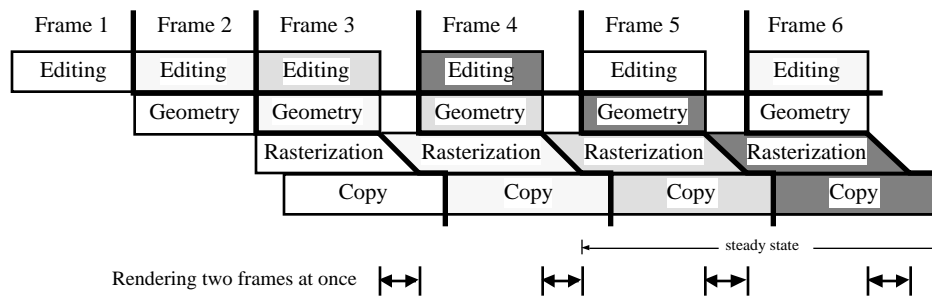 Frame 1 Frame 2 Frame 3 Frame 4 Frame 5 Frame 6
Editing Editing Editing Editing Editing Editing
Geometry Geometry Geometry Geometry Geometry
Rasterization Rasterization Rasterization Rasterization
Copy Copy Copy Copy
steady state
Rendering two frames at once